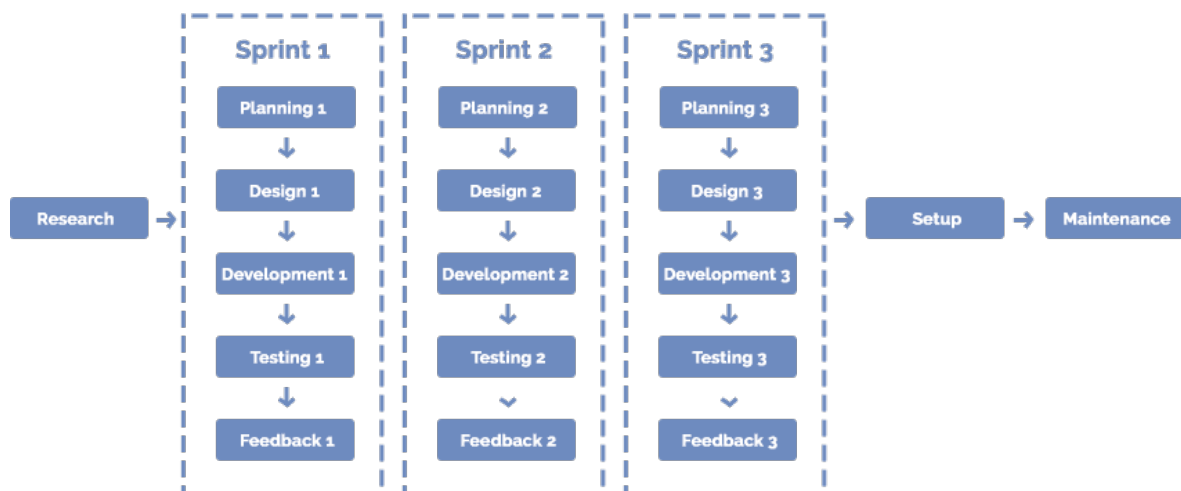 Research
Sprint 1
Planning 1
Design 1
Development 1
Testing 1
Feedback 1
Sprint 2
Planning 2
Design 2
Development 2
Testing 2
Feedback 2
Sprint 3
Planning 3
Design 3
Development 3
Testing 3
Feedback 3
Setup
Maintenance